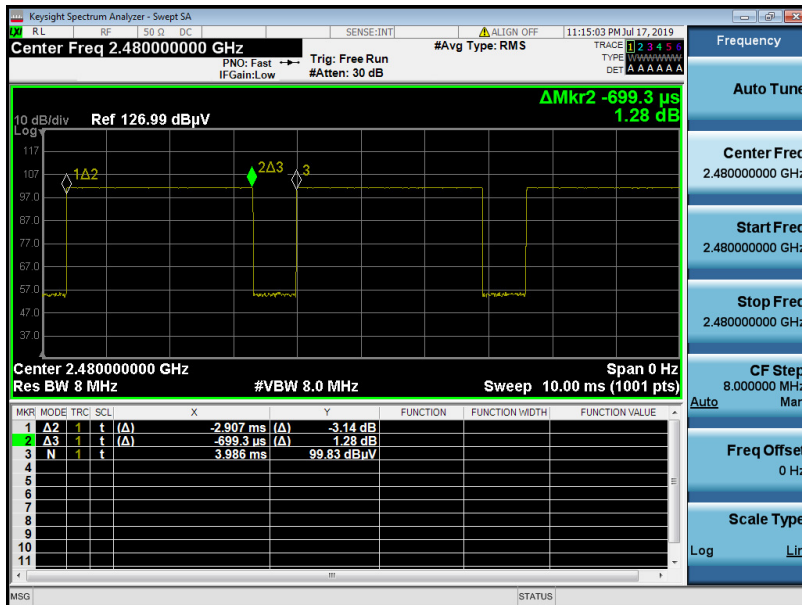 Keysight Spectrum Analyzer - Swept SA
LXI RL RF 50 Ω DC SENSE:INT ALIGN OFF 11:15:03 PM Jul 17, 2019
Center Freq 2.480000000 GHz
PNO: Fast
IFGain:Low
Trig: Free Run
#Atten: 30 dB
#Avg Type: RMS
TRACE 1 2 3 4 5 6
TYPE WWWWWW
DET A A A A A A
ΔMkr2 -699.3 µs
1.28 dB
10 dB/div Ref 126.99 dBµV
Log
117
107
97.0
87.0
77.0
67.0
57.0
47.0
37.0
1Δ2
2Δ3
3
Center 2.480000000 GHz Span 0 Hz
Res BW 8 MHz #VBW 8.0 MHz Sweep 10.00 ms (1001 pts)
MKR MODE TRC SCL X Y FUNCTION FUNCTION WIDTH FUNCTION VALUE
1 Δ2 1 t (Δ) -2.907 ms (Δ) -3.14 dB
2 Δ3 1 t (Δ) -699.3 µs (Δ) 1.28 dB
3 N 1 t 3.986 ms 99.83 dBµV
4
5
6
7
8
9
10
11
MSG STATUS
Frequency
Auto Tune
Center Freq
2.480000000 GHz
Start Freq
2.480000000 GHz
Stop Freq
2.480000000 GHz
CF Step
8.000000 MHz
Auto Man
Freq Offset
0 Hz
Scale Type
Log Lin